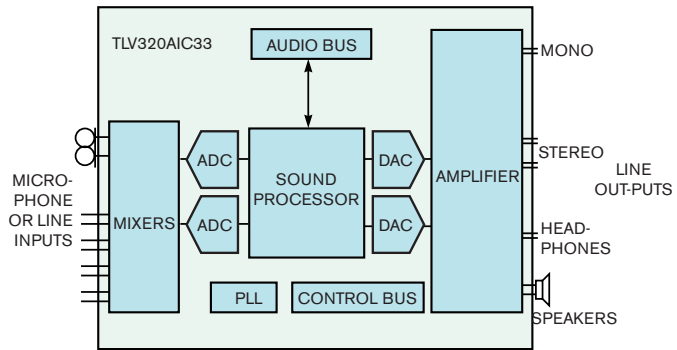 TLV320AIC33
AUDIO BUS
MONO
ADC
DAC
STEREO
SOUND
PROCESSOR
AMPLIFIER
LINE
OUT-PUTS
MICRO-
PHONE
OR LINE
INPUTS
MIXERS
ADC
DAC
HEAD-
PHONES
PLL
CONTROL BUS
SPEAKERS